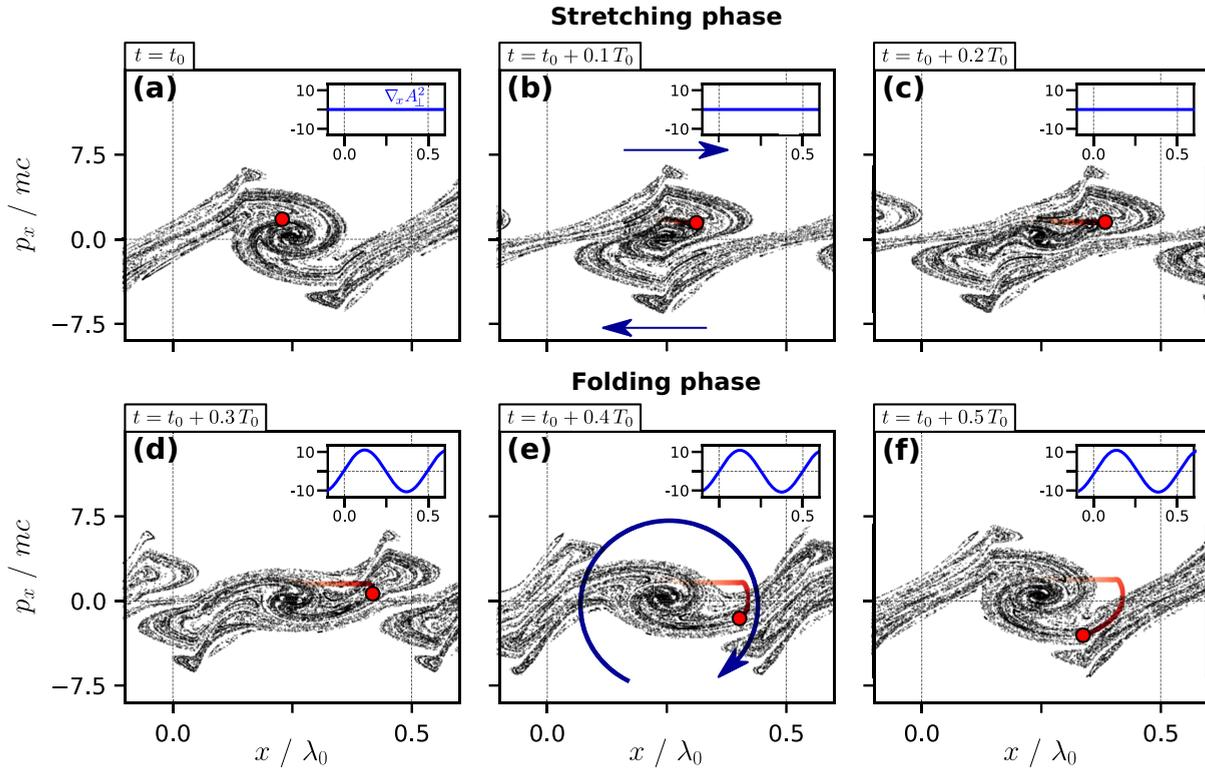 Stretching phase
t = t₀
t = t₀ + 0.1 T₀
t = t₀ + 0.2 T₀
(a)
(b)
(c)
10
-10
∇ₓA⊥²
0.0
0.5
10
-10
0.5
10
-10
0.0
0.5
pₓ / mc
7.5
0.0
−7.5
Folding phase
t = t₀ + 0.3 T₀
t = t₀ + 0.4 T₀
t = t₀ + 0.5 T₀
(d)
(e)
(f)
10
-10
0.0
0.5
10
-10
0.5
10
-10
0.0
0.5
pₓ / mc
7.5
0.0
−7.5
0.0
0.5
0.0
0.5
0.0
0.5
x / λ₀
x / λ₀
x / λ₀